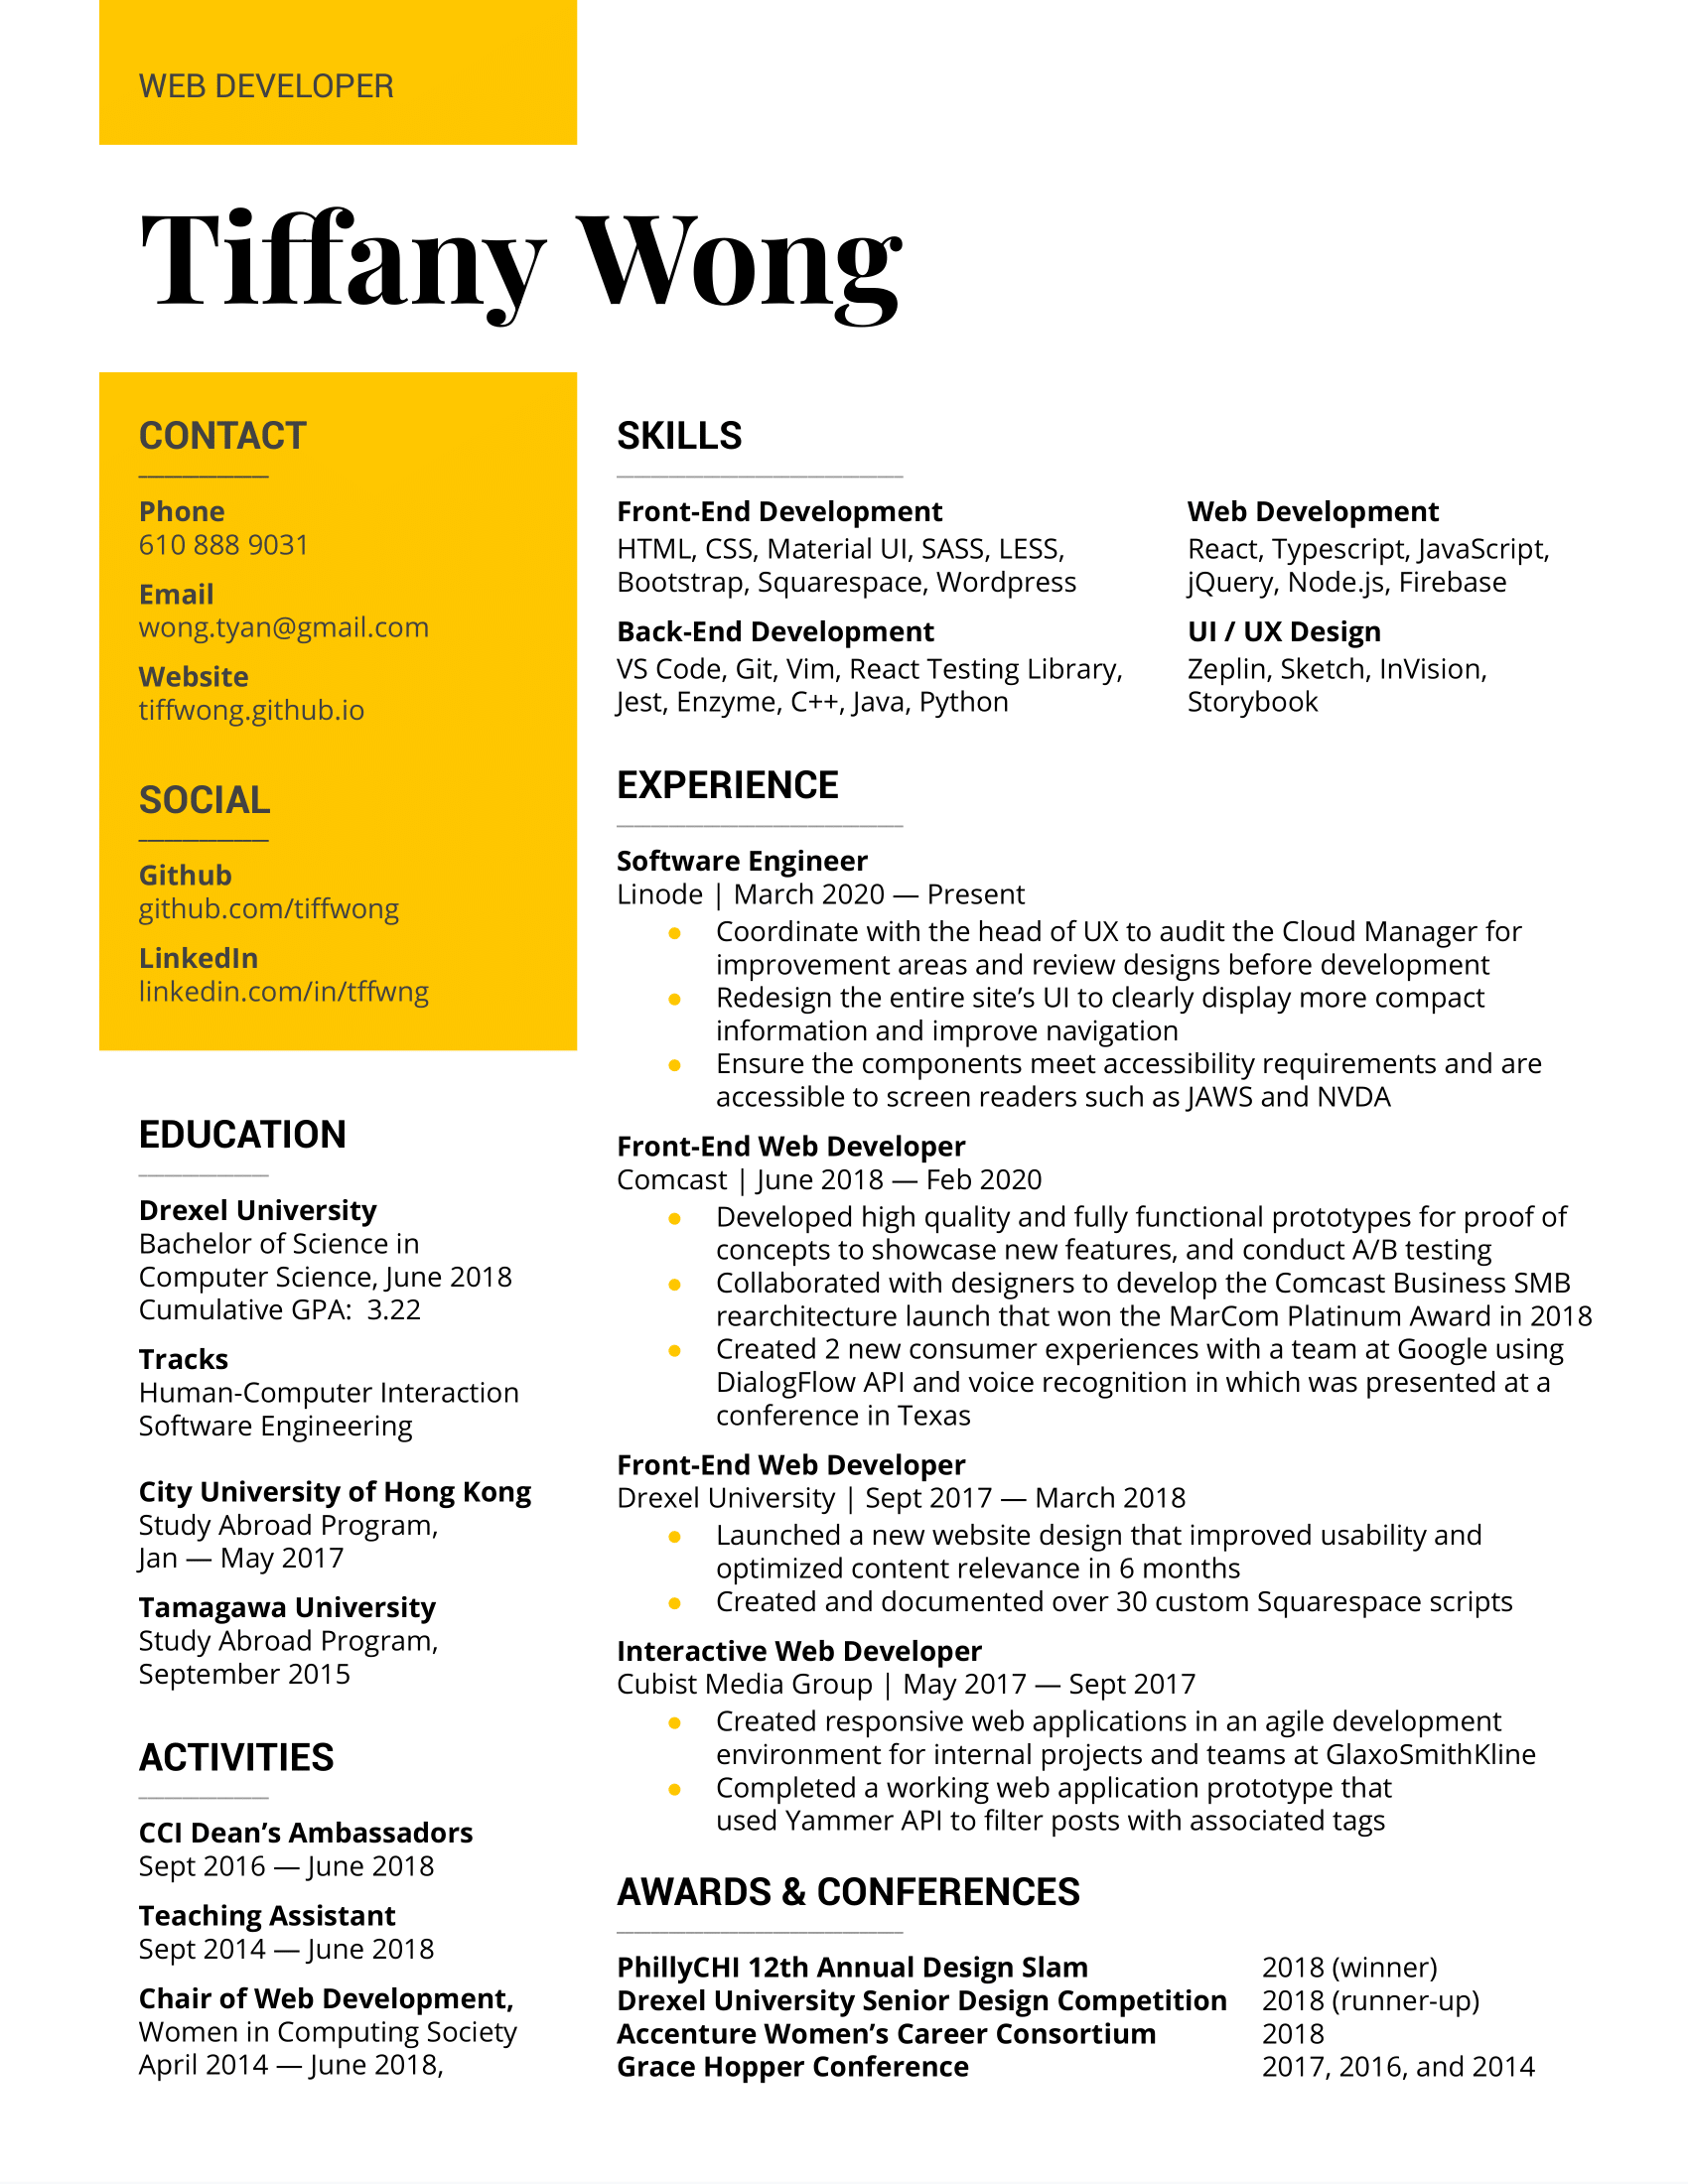 WEB DEVELOPER
Tiffany Wong
CONTACT
Phone
610 888 9031
Email
wong.tyan@gmail.com
Website
tiffwong.github.io
SOCIAL
Github
github.com/tiffwong
LinkedIn
linkedin.com/in/tffwng
EDUCATION
Drexel University
Bachelor of Science in
Computer Science, June 2018
Cumulative GPA:  3.22
Tracks
Human-Computer Interaction
Software Engineering
City University of Hong Kong
Study Abroad Program,
Jan — May 2017
Tamagawa University
Study Abroad Program,
September 2015
ACTIVITIES
CCI Dean’s Ambassadors
Sept 2016 — June 2018
Teaching Assistant
Sept 2014 — June 2018
Chair of Web Development,
Women in Computing Society
April 2014 — June 2018,
SKILLS
Front-End Development
HTML, CSS, Material UI, SASS, LESS,
Bootstrap, Squarespace, Wordpress
Back-End Development
VS Code, Git, Vim, React Testing Library,
Jest, Enzyme, C++, Java, Python
Web Development
React, Typescript, JavaScript,
jQuery, Node.js, Firebase
UI / UX Design
Zeplin, Sketch, InVision,
Storybook
EXPERIENCE
Software Engineer
Linode | March 2020 — Present
● Coordinate with the head of UX to audit the Cloud Manager for
improvement areas and review designs before development
● Redesign the entire site’s UI to clearly display more compact
information and improve navigation
● Ensure the components meet accessibility requirements and are
accessible to screen readers such as JAWS and NVDA
Front-End Web Developer
Comcast | June 2018 — Feb 2020
● Developed high quality and fully functional prototypes for proof of
concepts to showcase new features, and conduct A/B testing
● Collaborated with designers to develop the Comcast Business SMB
rearchitecture launch that won the MarCom Platinum Award in 2018
● Created 2 new consumer experiences with a team at Google using
DialogFlow API and voice recognition in which was presented at a
conference in Texas
Front-End Web Developer
Drexel University | Sept 2017 — March 2018
● Launched a new website design that improved usability and
optimized content relevance in 6 months
● Created and documented over 30 custom Squarespace scripts
Interactive Web Developer
Cubist Media Group | May 2017 — Sept 2017
● Created responsive web applications in an agile development
environment for internal projects and teams at GlaxoSmithKline
● Completed a working web application prototype that
used Yammer API to filter posts with associated tags
AWARDS & CONFERENCES
PhillyCHI 12th Annual Design Slam 2018 (winner)
Drexel University Senior Design Competition 2018 (runner-up)
Accenture Women’s Career Consortium 2018
Grace Hopper Conference 2017, 2016, and 2014